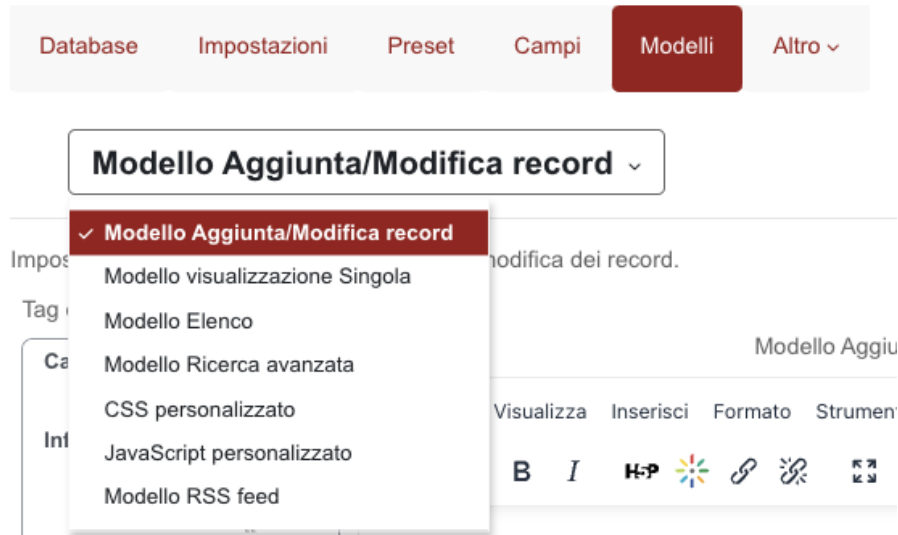 Database Impostazioni Preset Campi Modelli Altro
Modello Aggiunta/Modifica record
Modello Aggiunta/Modifica record
Impos odifica dei record.
Modello visualizzazione Singola
Tag
Modello Elenco
Modello Aggiu
Ca
Modello Ricerca avanzata
CSS personalizzato
Visualizza Inserisci Formato Strumen
Inf
JavaScript personalizzato
B I H5P
Modello RSS feed